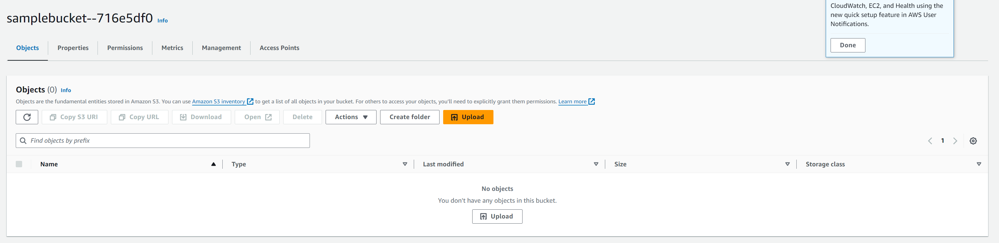 CloudWatch, EC2, and Health using the
new quick setup feature in AWS User
Notifications.
Done
samplebucket--716e5df0 Info
Objects Properties Permissions Metrics Management Access Points
Objects (0) Info
Objects are the fundamental entities stored in Amazon S3. You can use Amazon S3 inventory to get a list of all objects in your bucket. For others to access your objects, you'll need to explicitly grant them permissions. Learn more
Copy S3 URI Copy URL Download Open Delete Actions Create folder Upload
Find objects by prefix 1
Name Type Last modified Size Storage class
No objects
You don't have any objects in this bucket.
Upload